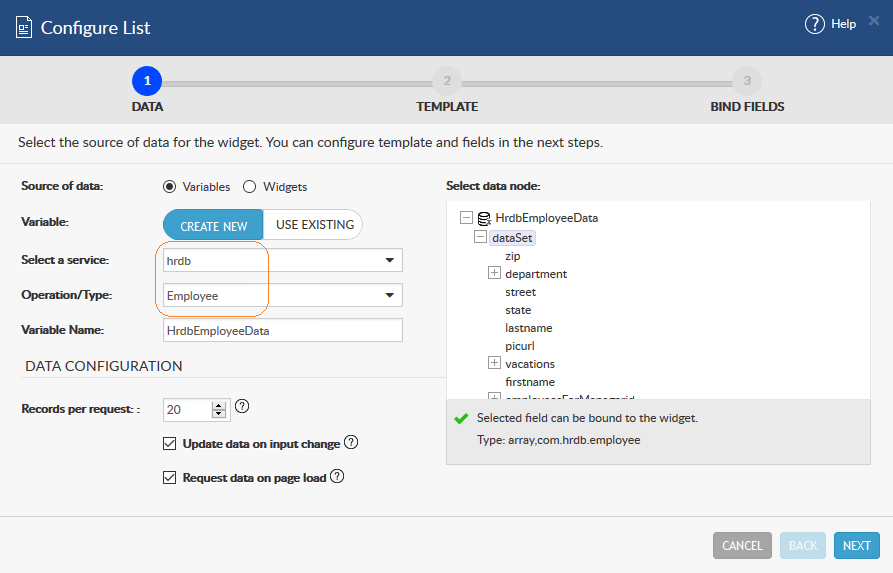 Configure List
Help
1
2
3
DATA
TEMPLATE
BIND FIELDS
Select the source of data for the widget. You can configure template and fields in the next steps.
Source of data:
Variables
Widgets
Variable:
CREATE NEW
USE EXISTING
Select a service:
hrdb
Operation/Type:
Employee
Variable Name:
HrdbEmployeeData
DATA CONFIGURATION
Records per request: :
20
Update data on input change
Request data on page load
Select data node:
HrdbEmployeeData
dataSet
zip
department
street
state
lastname
picurl
vacations
firstname
Selected field can be bound to the widget.
Type: array,com.hrdb.employee
CANCEL
BACK
NEXT